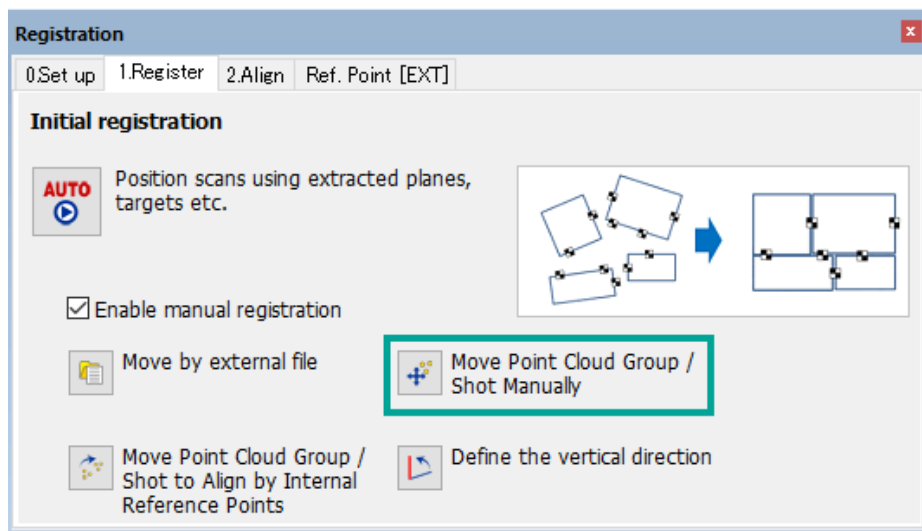 Registration
0.Set up 1.Register 2.Align Ref. Point [EXT]
Initial registration
AUTO
Position scans using extracted planes,
targets etc.
Enable manual registration
Move by external file
Move Point Cloud Group /
Shot Manually
Move Point Cloud Group /
Shot to Align by Internal
Reference Points
Define the vertical direction